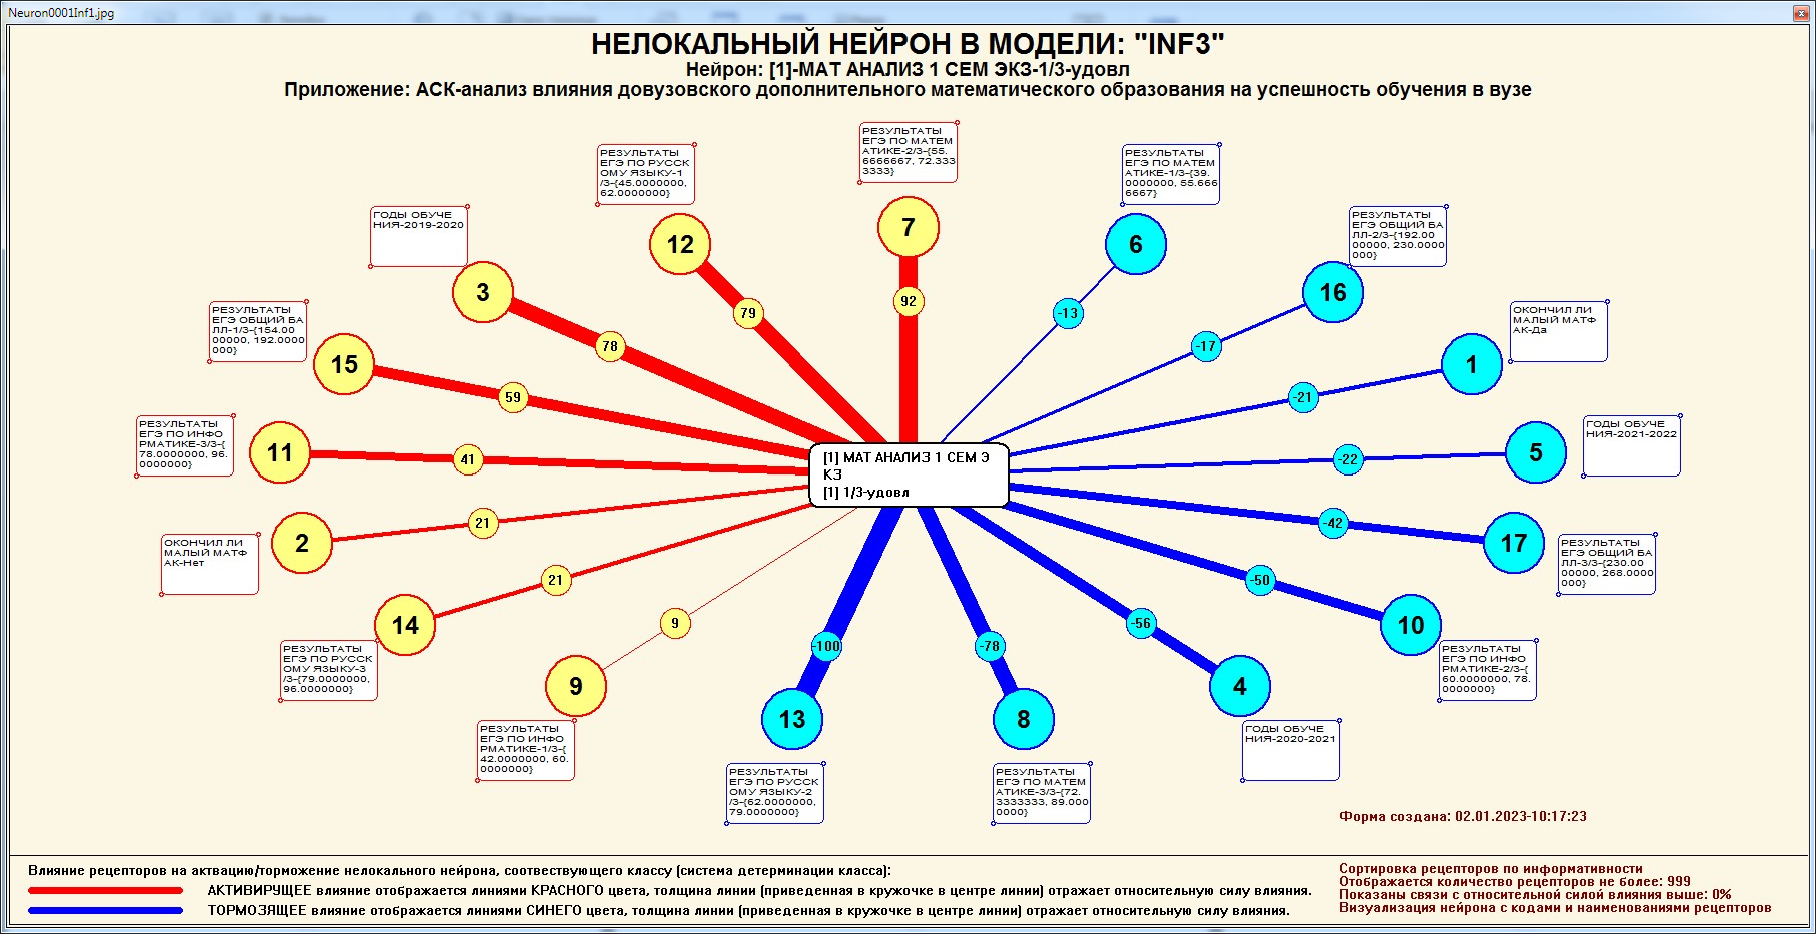 Neuron0001Inf1.jpg
НЕЛОКАЛЬНЫЙ НЕЙРОН В МОДЕЛИ: "INF3"
Нейрон: [1]-МАТ АНАЛИЗ 1 СЕМ ЭКЗ-1/3-удовл
Приложение: АСК-анализ влияния довузовского дополнительного математического образования на успешность обучения в вузе
РЕЗУЛЬТАТЫ
ЕГЭ ПО МАТЕМ
АТИКЕ-2/3-{55.
6666667, 72.333
3333}
7
92
РЕЗУЛЬТАТЫ
ЕГЭ ПО РУССК
ОМУ ЯЗЫКУ-1
/3-{45.0000000,
62.0000000}
12
79
ГОДЫ ОБУЧЕ
НИЯ-2019-2020
3
78
РЕЗУЛЬТАТЫ
ЕГЭ ОБЩИЙ БА
ЛЛ-1/3-{154.00
00000, 192.0000
000}
15
59
РЕЗУЛЬТАТЫ
ЕГЭ ПО ИНФО
РМАТИКЕ-3/3-{
78.0000000, 96.
0000000}
11
41
ОКОНЧИЛ ЛИ
МАЛЫЙ МАТФ
АК-Нет
2
21
РЕЗУЛЬТАТЫ
ЕГЭ ПО РУССК
ОМУ ЯЗЫКУ-3
/3-{79.0000000,
96.0000000}
14
21
РЕЗУЛЬТАТЫ
ЕГЭ ПО ИНФО
РМАТИКЕ-1/3-{
42.0000000, 60.
0000000}
9
9
[1] МАТ АНАЛИЗ 1 СЕМ Э
КЗ
[1] 1/3-удовл
РЕЗУЛЬТАТЫ
ЕГЭ ПО МАТЕМ
АТИКЕ-1/3-{39.
0000000, 55.666
6667}
6
-13
РЕЗУЛЬТАТЫ
ЕГЭ ОБЩИЙ БА
ЛЛ-2/3-{192.00
00000, 230.0000
000}
16
-17
ОКОНЧИЛ ЛИ
МАЛЫЙ МАТФ
АК-Да
1
-21
ГОДЫ ОБУЧЕ
НИЯ-2021-2022
5
-22
РЕЗУЛЬТАТЫ
ЕГЭ ОБЩИЙ БА
ЛЛ-3/3-{230.00
00000, 268.0000
000}
17
-42
РЕЗУЛЬТАТЫ
ЕГЭ ПО ИНФО
РМАТИКЕ-2/3-{
60.0000000, 78.
0000000}
10
-50
ГОДЫ ОБУЧЕ
НИЯ-2020-2021
4
-56
РЕЗУЛЬТАТЫ
ЕГЭ ПО МАТЕМ
АТИКЕ-3/3-{72.
3333333, 89.000
0000}
8
-78
РЕЗУЛЬТАТЫ
ЕГЭ ПО РУССК
ОМУ ЯЗЫКУ-2
/3-{62.0000000,
79.0000000}
13
-100
Форма создана: 02.01.2023-10:17:23
Влияние рецепторов на актвацию/торможение нелокального нейрона, соотвествующего классу (система детерминации класса):
АКТИВИРУЩЕЕ влияние отображается линиями КРАСНОГО цвета, толщина линии (приведенная в кружочке в центре линии) отражает относительную силу влияния.
ТОРМОЗЯЩЕЕ влияние отображается линиями СИНЕГО цвета, толщина линии (приведенная в кружочке в центре линии) отражает относительную силу влияния.
Сортировка рецепторов по информативности
Отображается количество рецепторов не более: 999
Показаны связи с относительной силой влияния выше: 0%
Визуализация нейрона с кодами и наименованиями рецепторов